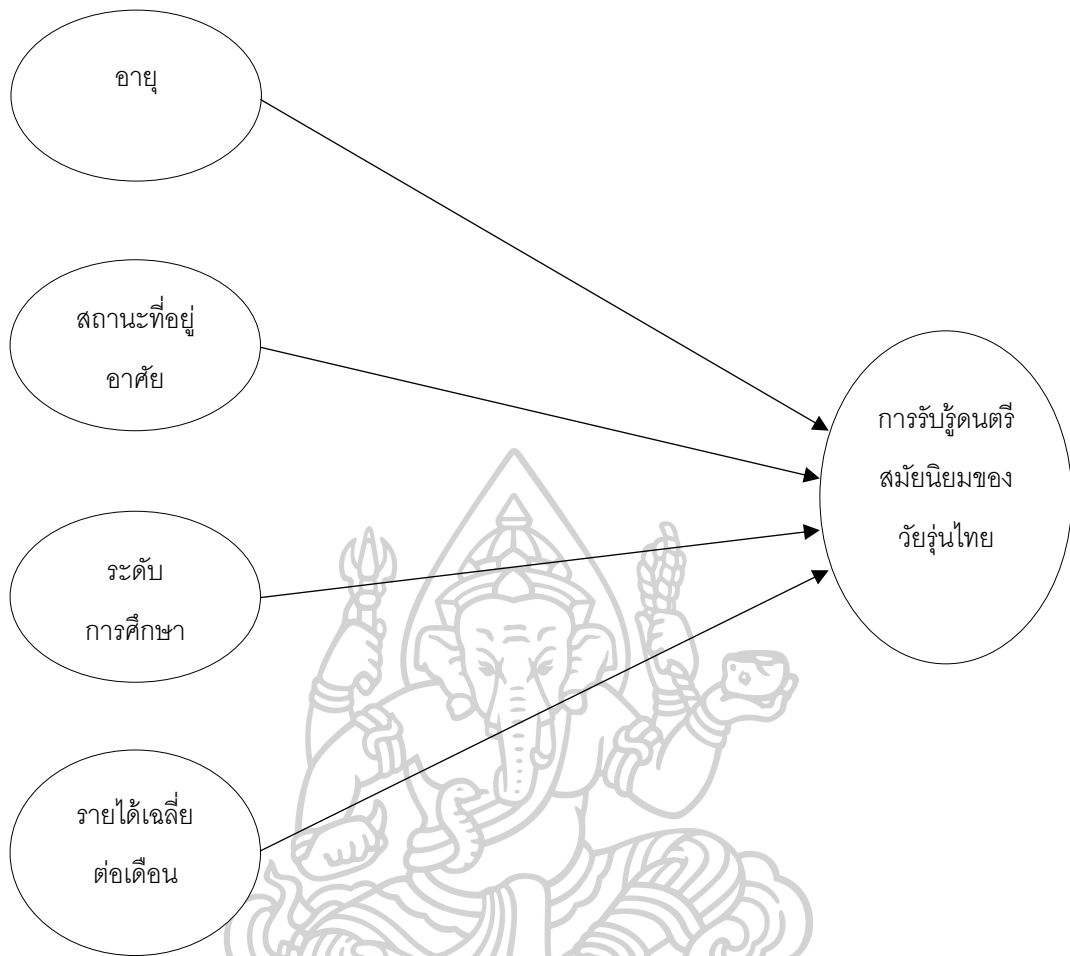 อายุ
สถานะที่อยู่
อาศัย
ระดับ
การศึกษา
รายได้เฉลี่ย
ต่อเดือน
การรับรู้ดนตรี
สมัยนิยมของ
วัยรุ่นไทย